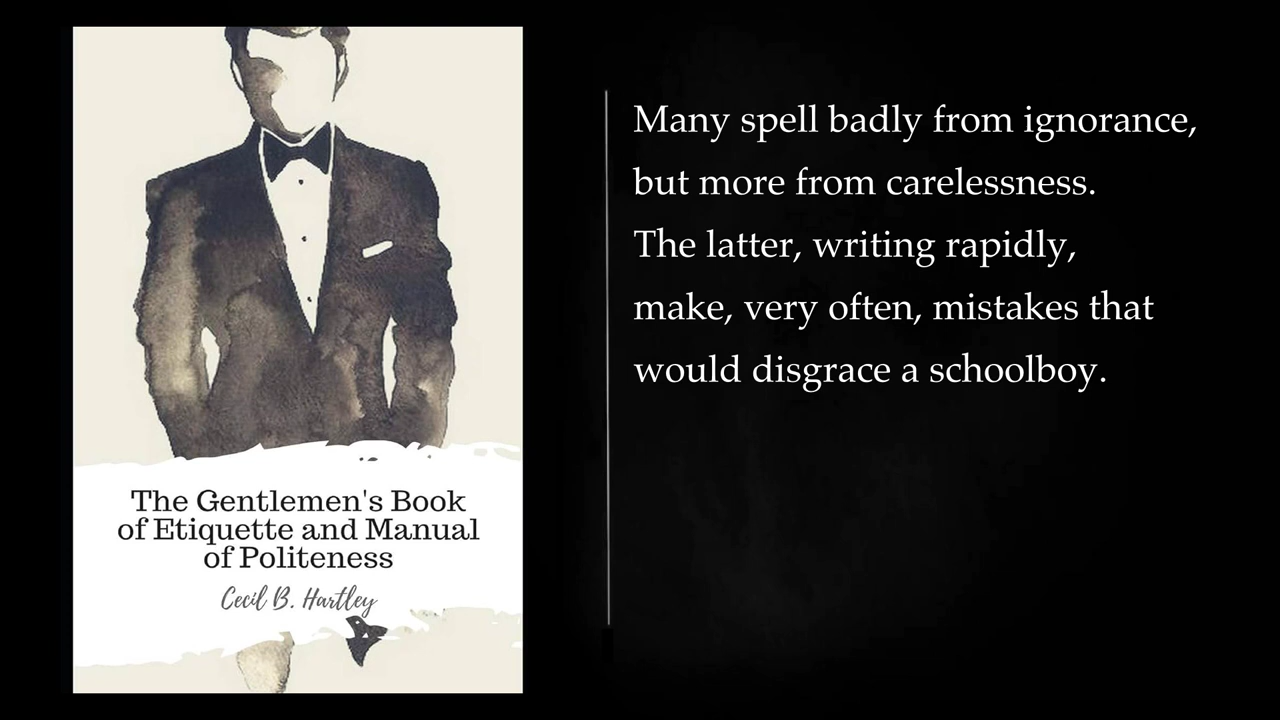 The Gentlemen's Book
of Etiquette and Manual
of Politeness
Cecil B. Hartley
Many spell badly from ignorance,
but more from carelessness.
The latter, writing rapidly,
make, very often, mistakes that
would disgrace a schoolboy.